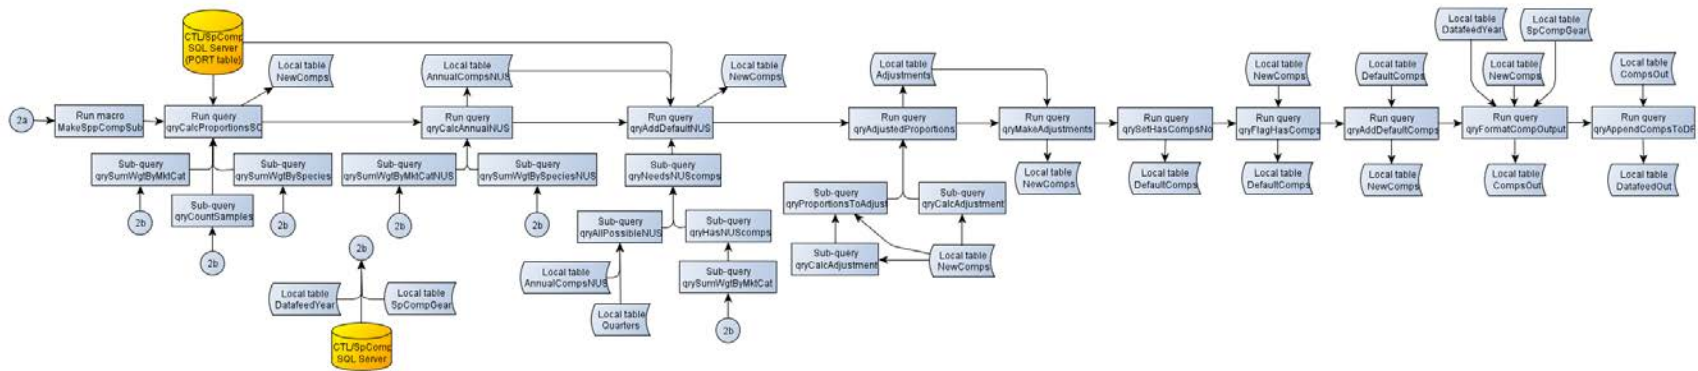 CTL/SpComp
SQL Server
(PORT table)
Local table
NewComps
Local table
AnnualCompsNUS
Local table
NewComps
Local table
Adjustments
Local table
NewComps
Local table
DefaultComps
Local table
DatafeedYear
Local table
SpCompGear
Local table
NewComps
Local table
CompsOut
2a
Run macro
MakeSppCompSub
Run query
qryCalcProportionsSC
Run query
qryCalcAnnualNUS
Run query
qryAddDefaultNUS
Run query
qryAdjustedProportions
Run query
qryMakeAdjustments
Run query
qrySetHasCompsNo
Run query
qryFlagHasComps
Run query
qryAddDefaultComps
Run query
qryFormatCompOutput
Run query
qryAppendCompsToDF
Sub-query
qrySumWgtByMktCat
Sub-query
qrySumWgtBySpecies
Sub-query
qrySumWgtByMktCatNUS
Sub-query
qrySumWgtBySpeciesNUS
Sub-query
qryNeedsNUScomps
Local table
NewComps
Local table
DefaultComps
Local table
DefaultComps
Local table
NewComps
Local table
CompsOut
Local table
DatafeedOut
Sub-query
qryCountSamples
2b
2b
2b
2b
2b
Sub-query
qryAllPossibleNUS
Sub-query
qryHasNUScomps
Sub-query
qryProportionsToAdjust
Sub-query
qryCalcAdjustment
2b
Sub-query
qryCalcAdjustment
Local table
NewComps
Local table
AnnualCompsNUS
Sub-query
qrySumWgtByMktCat
Local table
DatafeedYear
Local table
SpCompGear
Local table
Quarters
2b
CTL/SpComp
SQL Server